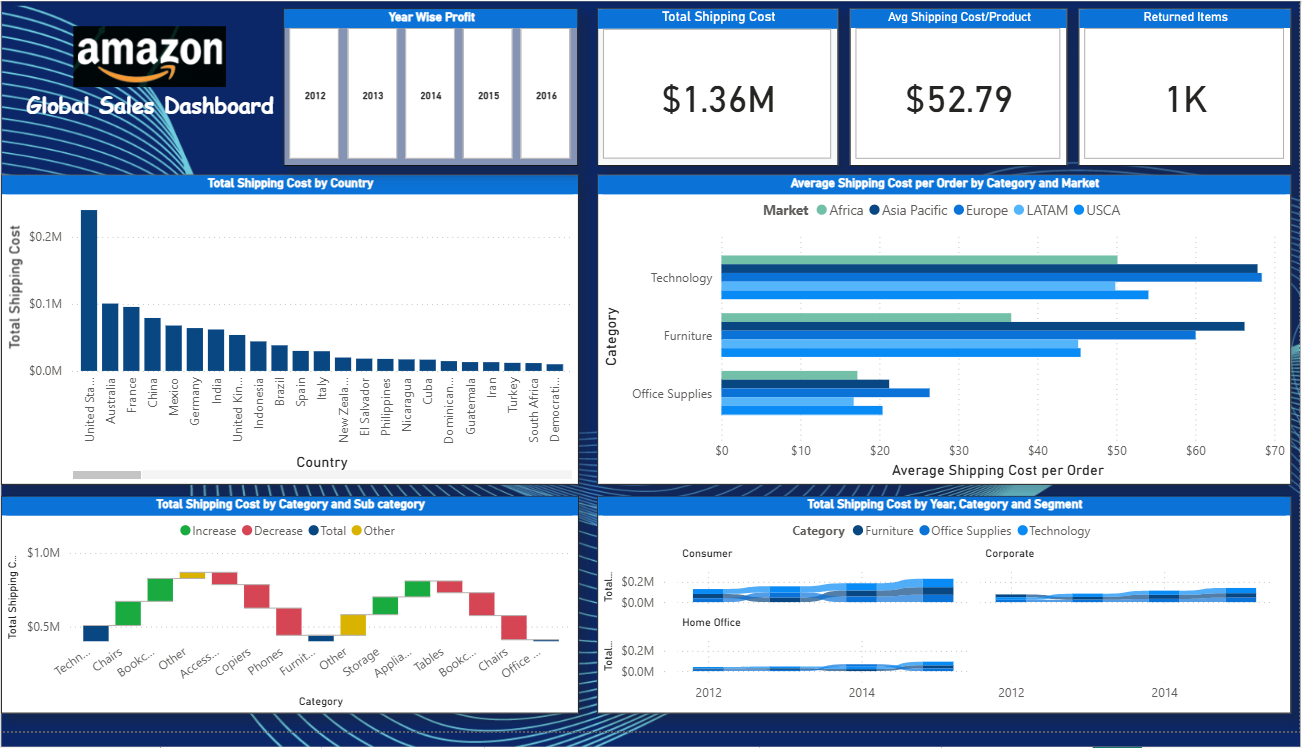 amazon
Global Sales Dashboard
Year Wise Profit
2012
2013
2014
2015
2016
Total Shipping Cost
$1.36M
Avg Shipping Cost/Product
$52.79
Returned Items
1K
Total Shipping Cost by Country
Total Shipping Cost
$0.2M
$0.1M
$0.0M
United Sta...
Australia
France
China
Mexico
Germany
India
United Kin...
Indonesia
Brazil
Spain
Italy
New Zeala...
El Salvador
Philippines
Nicaragua
Cuba
Dominican...
Guatemala
Iran
Turkey
South Africa
Democrati...
Country
Average Shipping Cost per Order by Category and Market
Market Africa Asia Pacific Europe LATAM USCA
Category
Technology
Furniture
Office Supplies
$0 $10 $20 $30 $40 $50 $60 $70
Average Shipping Cost per Order
Total Shipping Cost by Category and Sub category
Increase Decrease Total Other
Total Shipping C...
$1.0M
$0.5M
Techn...
Chairs
Bookc...
Other
Access...
Copiers
Phones
Furnit...
Other
Storage
Applia...
Tables
Bookc...
Chairs
Office ...
Category
Total Shipping Cost by Year, Category and Segment
Category Furniture Office Supplies Technology
Consumer
Corporate
Total...
$0.2M
$0.0M
Home Office
Total...
$0.2M
$0.0M
2012 2014 2012 2014